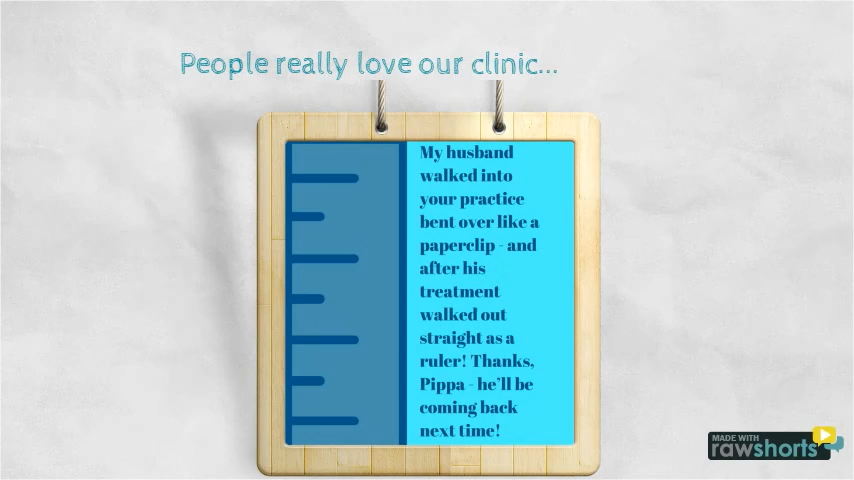 People really love our clinic...
My husband
walked into
your practice
bent over like a
paperclip - and
after his
treatment
walked out
straight as a
ruler! Thanks,
Pippa - he'll be
coming back
next time!
MADE WITH
rawshorts